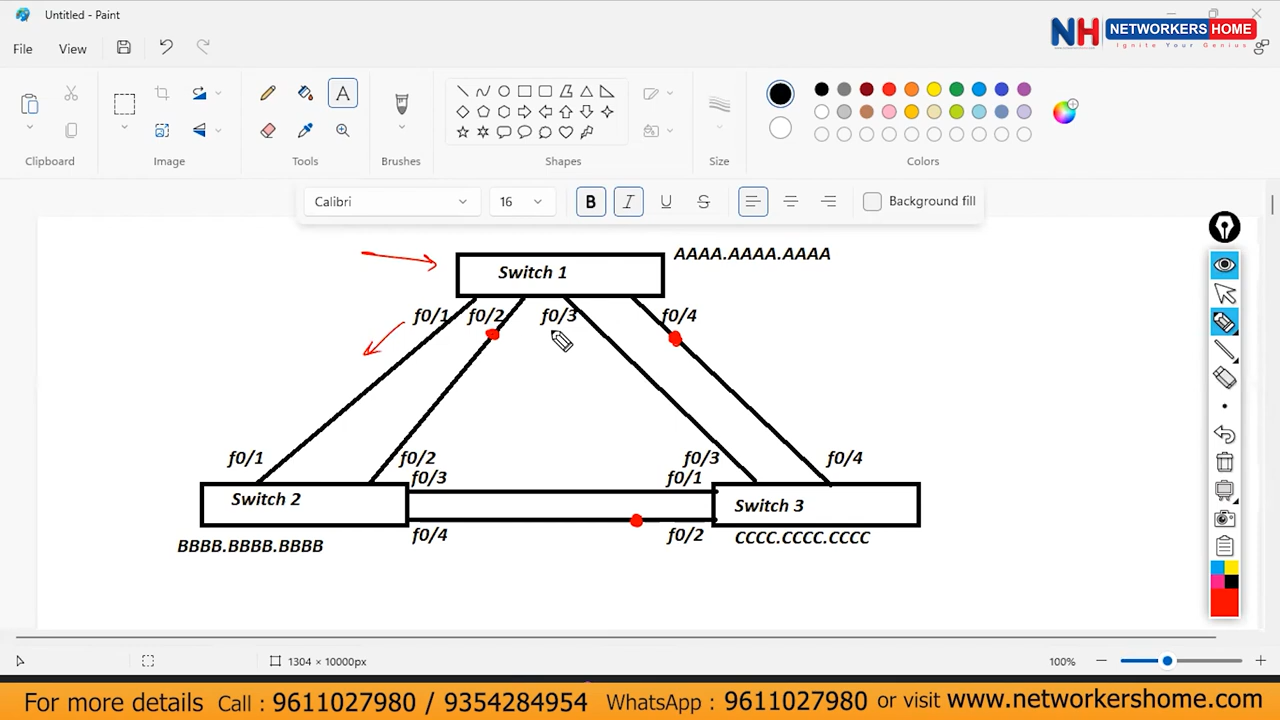 Untitled - Paint
NH NETWORKERS HOME
Ignite Your Genius
File View
Clipboard Image Tools Brushes Shapes Size Colors
Calibri 16 B I U S Background fill
AAAA.AAAA.AAAA
Switch 1
f0/1 f0/2 f0/3 f0/4
f0/1 f0/2 f0/3 f0/4
f0/3 f0/1
Switch 2 Switch 3
f0/4 f0/2
BBBB.BBBB.BBBB CCCC.CCCC.CCCC
1304 × 10000px 100%
For more details Call : 9611027980 / 9354284954 WhatsApp : 9611027980 or visit www.networkershome.com